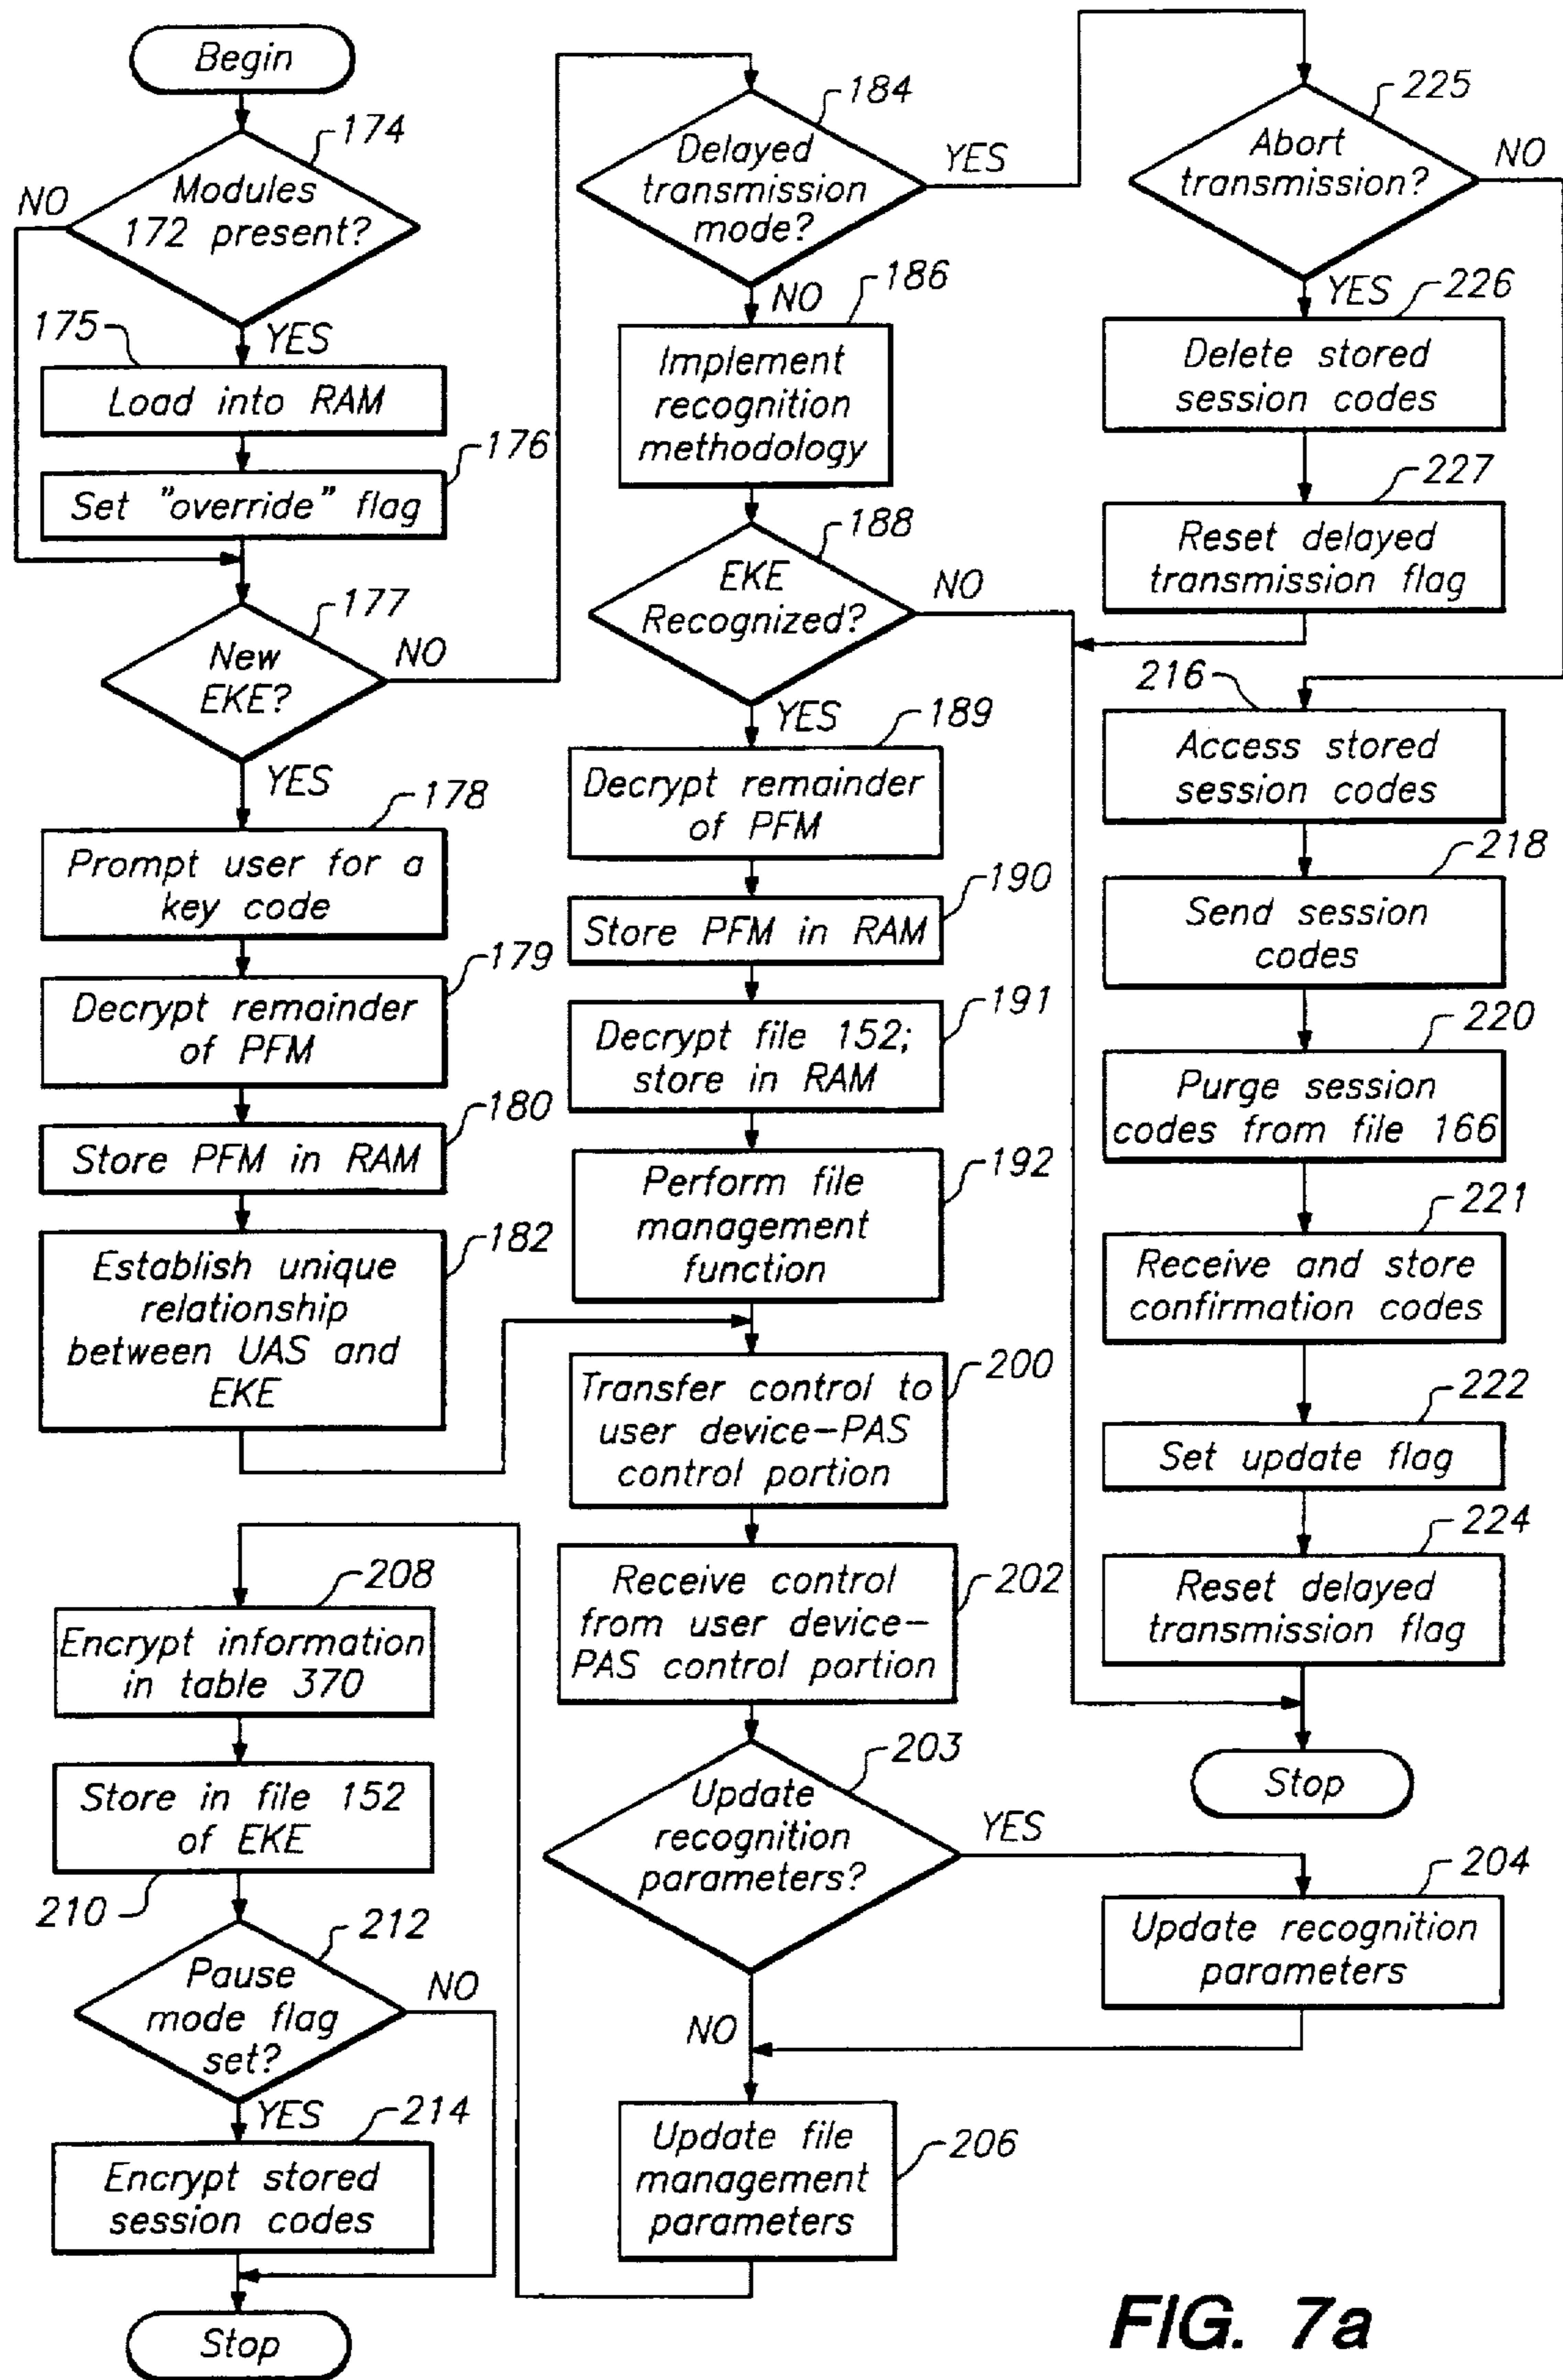 Begin
174
Modules
172 present?
NO
YES
175
Load into RAM
176
Set "override" flag
177
New
EKE?
NO
YES
178
Prompt user for a
key code
179
Decrypt remainder
of PFM
180
Store PFM in RAM
182
Establish unique
relationship
between UAS and
EKE
184
Delayed
transmission
mode?
YES
NO
186
Implement
recognition
methodology
188
EKE
Recognized?
NO
YES
189
Decrypt remainder
of PFM
190
Store PFM in RAM
191
Decrypt file 152;
store in RAM
192
Perform file
management
function
200
Transfer control to
user device-PAS
control portion
202
Receive control
from user device-
PAS control portion
203
Update
recognition
parameters?
YES
NO
204
Update recognition
parameters
206
Update file
management
parameters
208
Encrypt information
in table 370
210
Store in file 152
of EKE
212
Pause
mode flag
set?
NO
YES
214
Encrypt stored
session codes
Stop
225
Abort
transmission?
NO
YES
226
Delete stored
session codes
227
Reset delayed
transmission flag
216
Access stored
session codes
218
Send session
codes
220
Purge session
codes from file 166
221
Receive and store
confirmation codes
222
Set update flag
224
Reset delayed
transmission flag
Stop
FIG. 7a